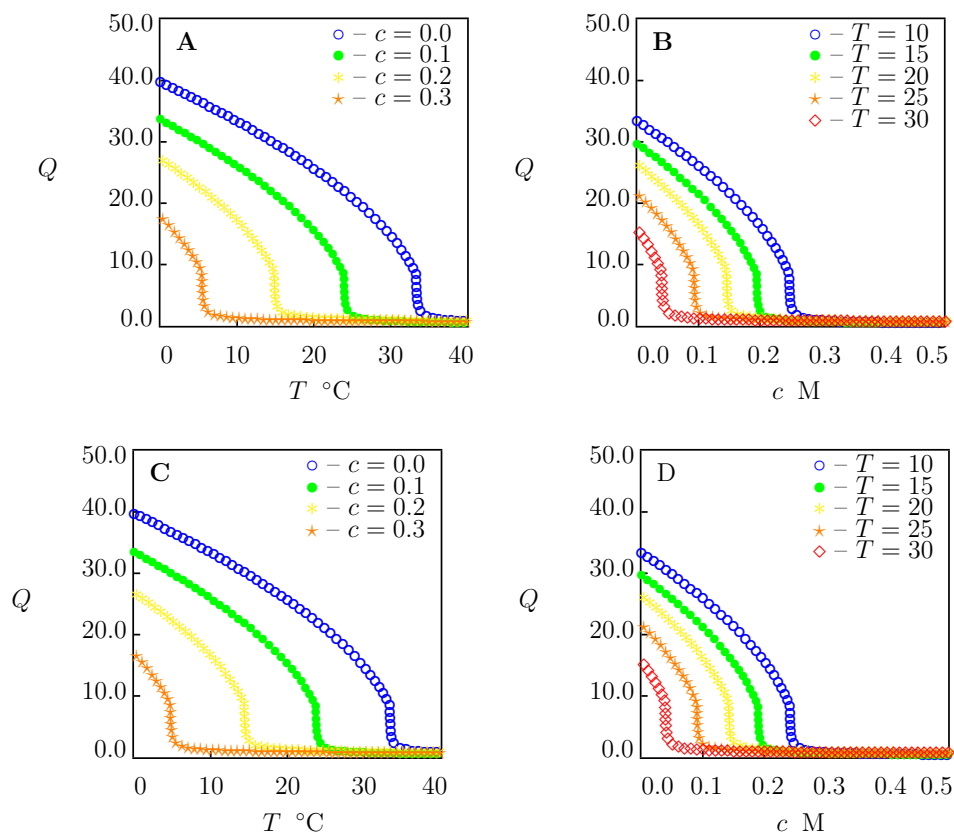 A
50.0
40.0
30.0
20.0
10.0
0.0
Q
0 10 20 30 40
T °C
– c = 0.0
– c = 0.1
– c = 0.2
– c = 0.3
B
50.0
40.0
30.0
20.0
10.0
0.0
Q
0.0 0.1 0.2 0.3 0.4 0.5
c M
– T = 10
– T = 15
– T = 20
– T = 25
– T = 30
C
50.0
40.0
30.0
20.0
10.0
0.0
Q
0 10 20 30 40
T °C
– c = 0.0
– c = 0.1
– c = 0.2
– c = 0.3
D
50.0
40.0
30.0
20.0
10.0
0.0
Q
0.0 0.1 0.2 0.3 0.4 0.5
c M
– T = 10
– T = 15
– T = 20
– T = 25
– T = 30